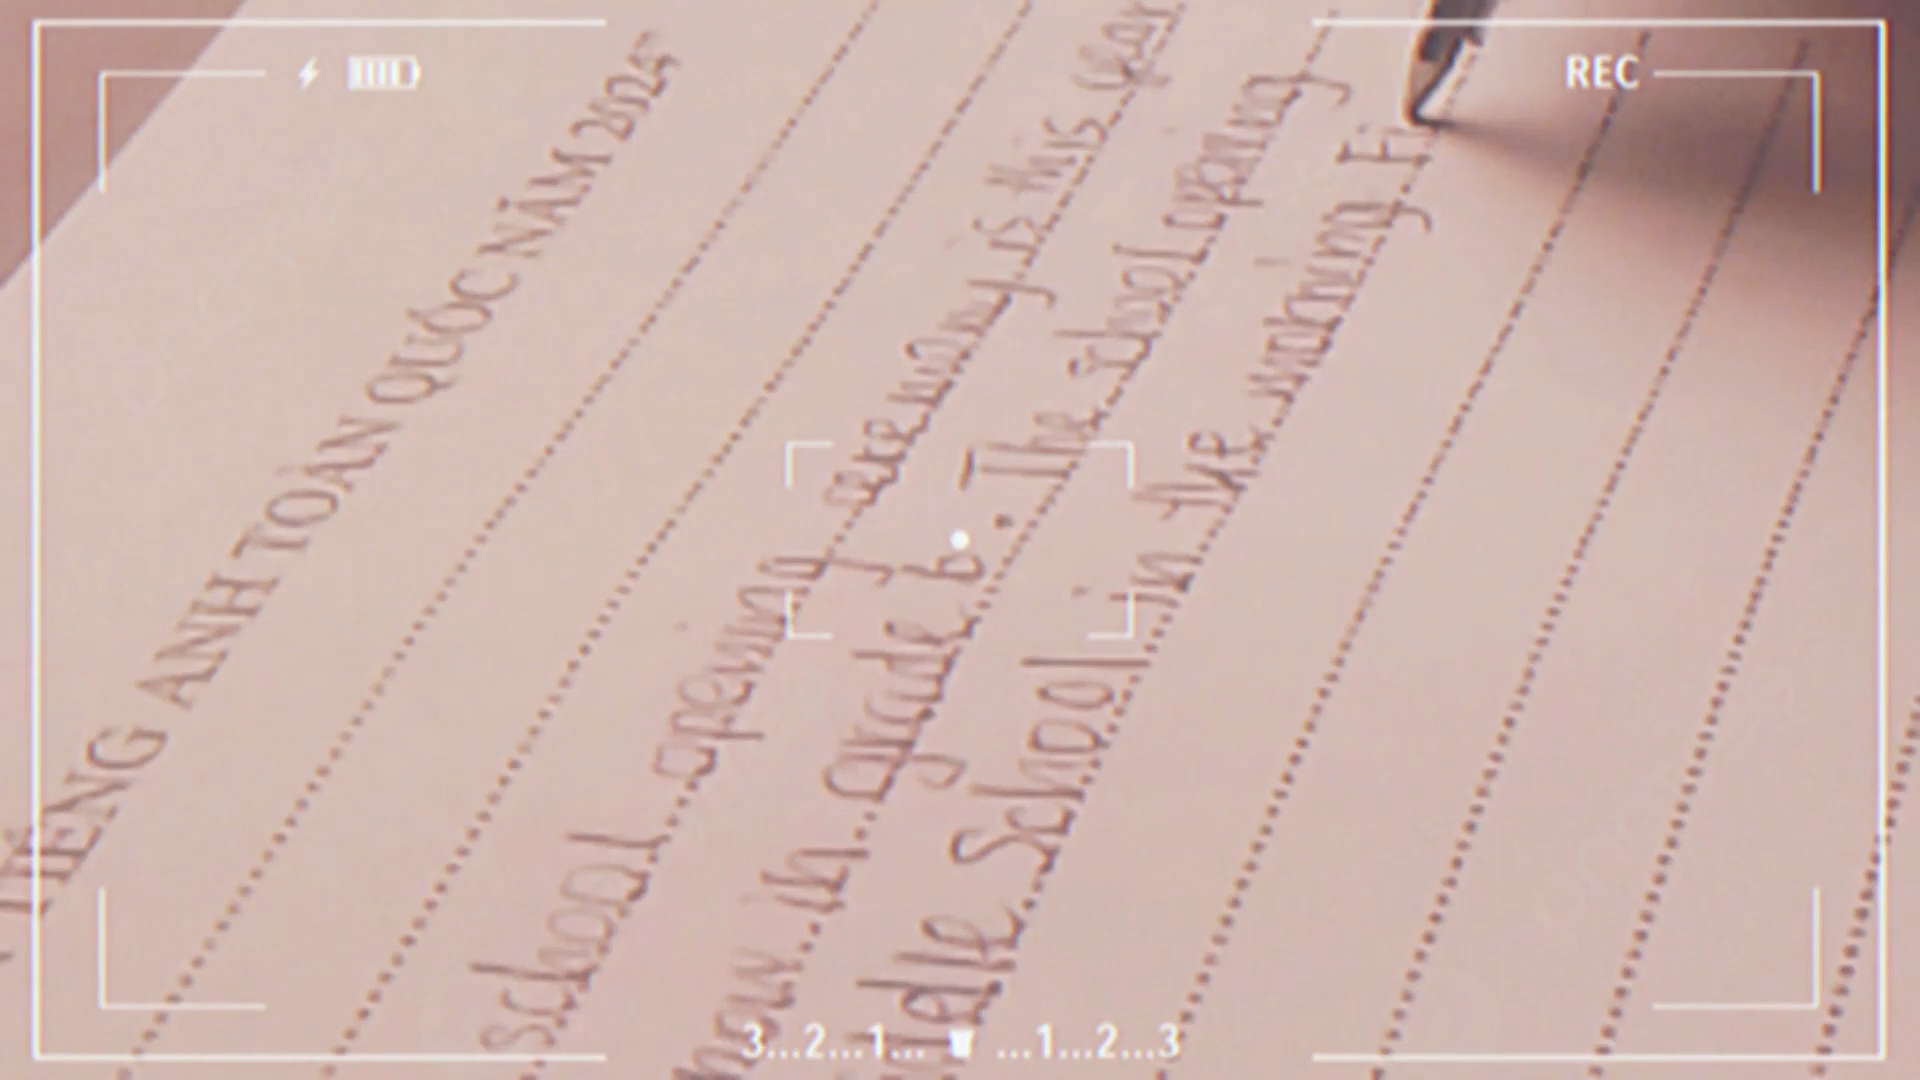 REC
TIẾNG ANH TOÀN QUỐC NĂM 2025
school opening ceremony is this year
now in grade 6. The school opening
iddle School in the morning. Fi
3...2...1... ...1...2...3